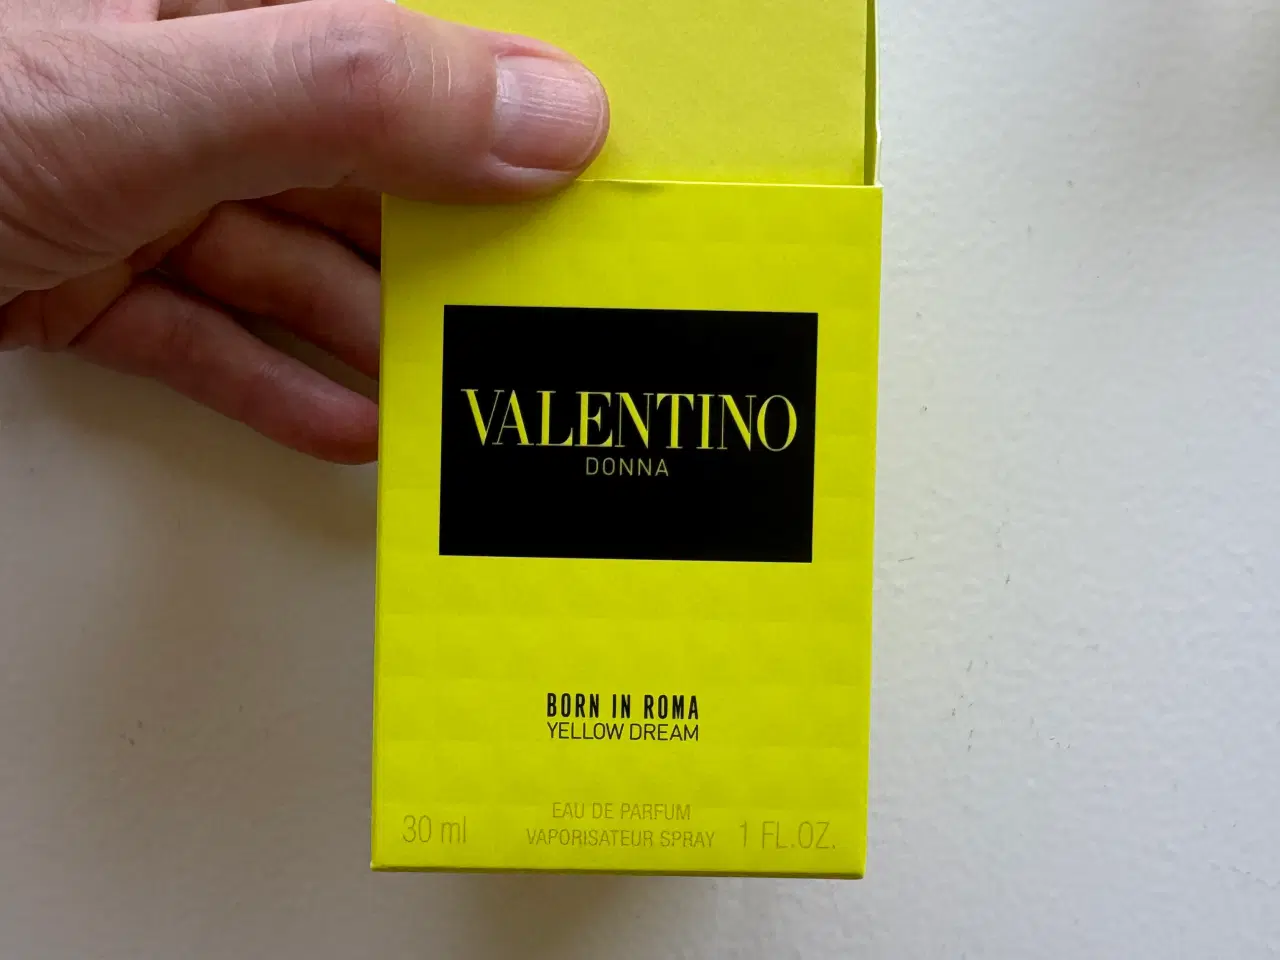 VALENTINO
DONNA
BORN IN ROMA
YELLOW DREAM
EAU DE PARFUM
30 ml VAPORISATEUR SPRAY 1 FL.OZ.